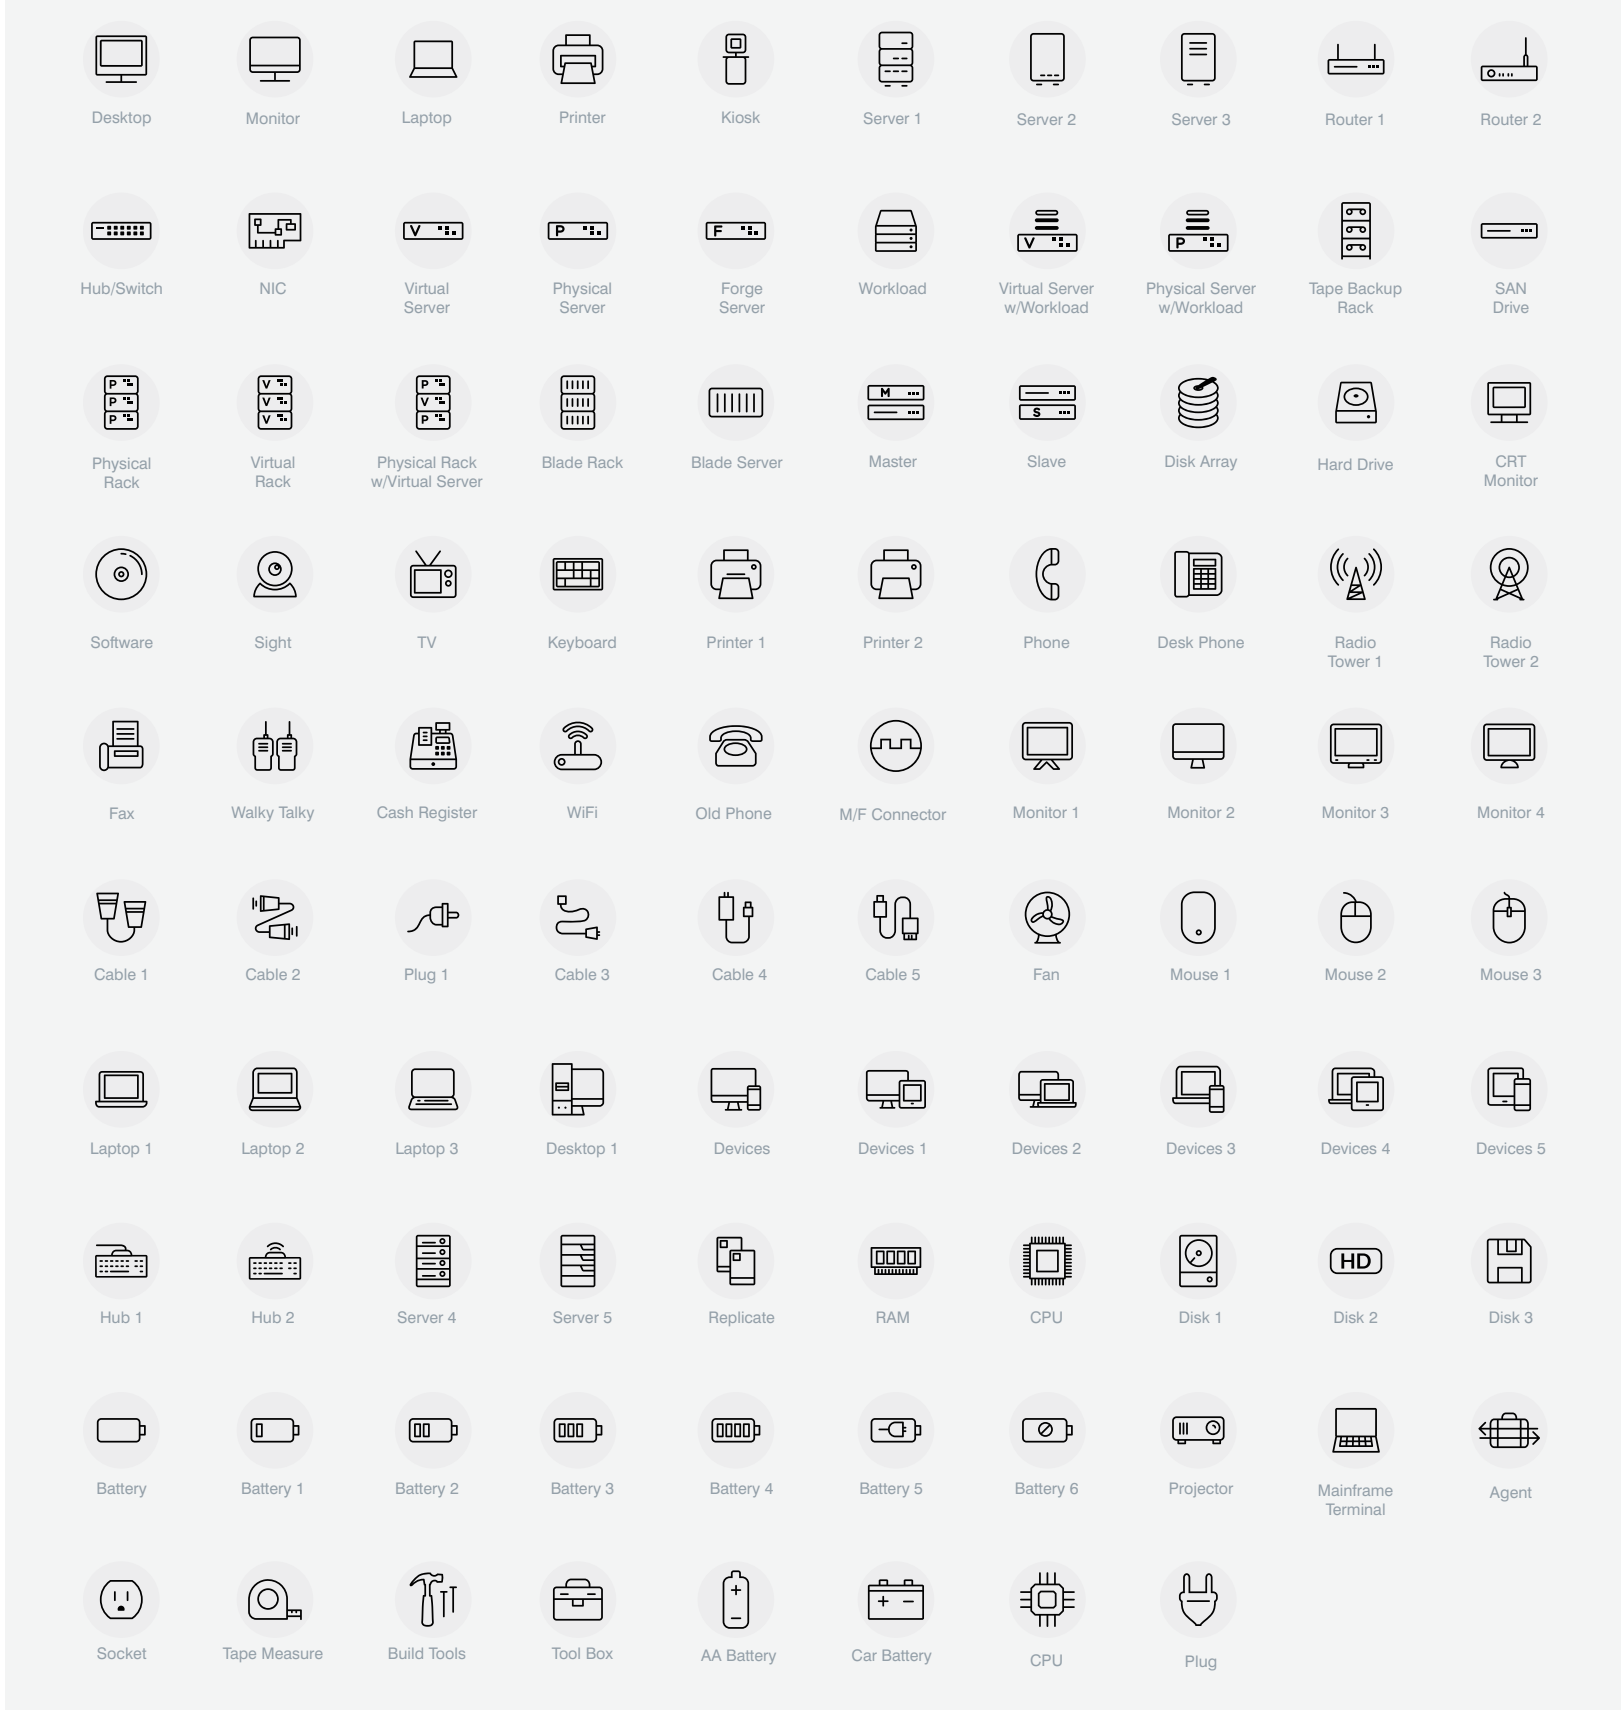 Desktop
Monitor
Laptop
Printer
Kiosk
Server 1
Server 2
Server 3
Router 1
Router 2
Hub/Switch
NIC
V
Virtual
Server
P
Physical
Server
F
Forge
Server
Workload
V
Virtual Server
w/Workload
P
Physical Server
w/Workload
Tape Backup
Rack
SAN
Drive
P
P
P
Physical
Rack
V
V
V
Virtual
Rack
P
V
P
Physical Rack
w/Virtual Server
Blade Rack
Blade Server
M
Master
S
Slave
Disk Array
Hard Drive
CRT
Monitor
Software
Sight
TV
Keyboard
Printer 1
Printer 2
Phone
Desk Phone
Radio
Tower 1
Radio
Tower 2
Fax
Walky Talky
Cash Register
WiFi
Old Phone
M/F Connector
Monitor 1
Monitor 2
Monitor 3
Monitor 4
Cable 1
Cable 2
Plug 1
Cable 3
Cable 4
Cable 5
Fan
Mouse 1
Mouse 2
Mouse 3
Laptop 1
Laptop 2
Laptop 3
Desktop 1
Devices
Devices 1
Devices 2
Devices 3
Devices 4
Devices 5
Hub 1
Hub 2
Server 4
Server 5
Replicate
RAM
CPU
Disk 1
HD
Disk 2
Disk 3
Battery
Battery 1
Battery 2
Battery 3
Battery 4
Battery 5
Battery 6
Projector
Mainframe
Terminal
Agent
Socket
Tape Measure
Build Tools
Tool Box
AA Battery
Car Battery
CPU
Plug